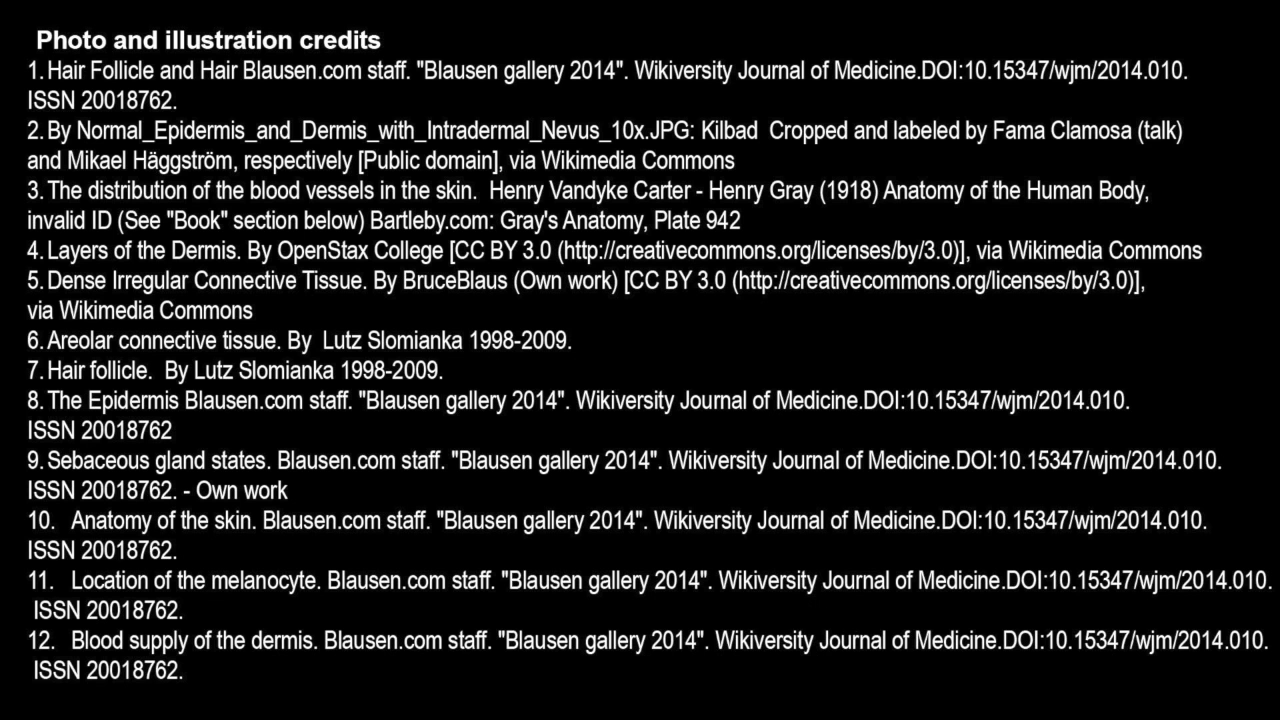 Photo and illustration credits
1. Hair Follicle and Hair Blausen.com staff. "Blausen gallery 2014". Wikiversity Journal of Medicine.DOI:10.15347/wjm/2014.010.
ISSN 20018762.
2. By Normal_Epidermis_and_Dermis_with_Intradermal_Nevus_10x.JPG: Kilbad  Cropped and labeled by Fama Clamosa (talk)
and Mikael Häggström, respectively [Public domain], via Wikimedia Commons
3. The distribution of the blood vessels in the skin.  Henry Vandyke Carter - Henry Gray (1918) Anatomy of the Human Body,
invalid ID (See "Book" section below) Bartleby.com: Gray's Anatomy, Plate 942
4. Layers of the Dermis. By OpenStax College [CC BY 3.0 (http://creativecommons.org/licenses/by/3.0)], via Wikimedia Commons
5. Dense Irregular Connective Tissue. By BruceBlaus (Own work) [CC BY 3.0 (http://creativecommons.org/licenses/by/3.0)],
via Wikimedia Commons
6. Areolar connective tissue. By  Lutz Slomianka 1998-2009.
7. Hair follicle.  By Lutz Slomianka 1998-2009.
8. The Epidermis Blausen.com staff. "Blausen gallery 2014". Wikiversity Journal of Medicine.DOI:10.15347/wjm/2014.010.
ISSN 20018762
9. Sebaceous gland states. Blausen.com staff. "Blausen gallery 2014". Wikiversity Journal of Medicine.DOI:10.15347/wjm/2014.010.
ISSN 20018762. - Own work
10.  Anatomy of the skin. Blausen.com staff. "Blausen gallery 2014". Wikiversity Journal of Medicine.DOI:10.15347/wjm/2014.010.
ISSN 20018762.
11.  Location of the melanocyte. Blausen.com staff. "Blausen gallery 2014". Wikiversity Journal of Medicine.DOI:10.15347/wjm/2014.010.
ISSN 20018762.
12.  Blood supply of the dermis. Blausen.com staff. "Blausen gallery 2014". Wikiversity Journal of Medicine.DOI:10.15347/wjm/2014.010.
ISSN 20018762.